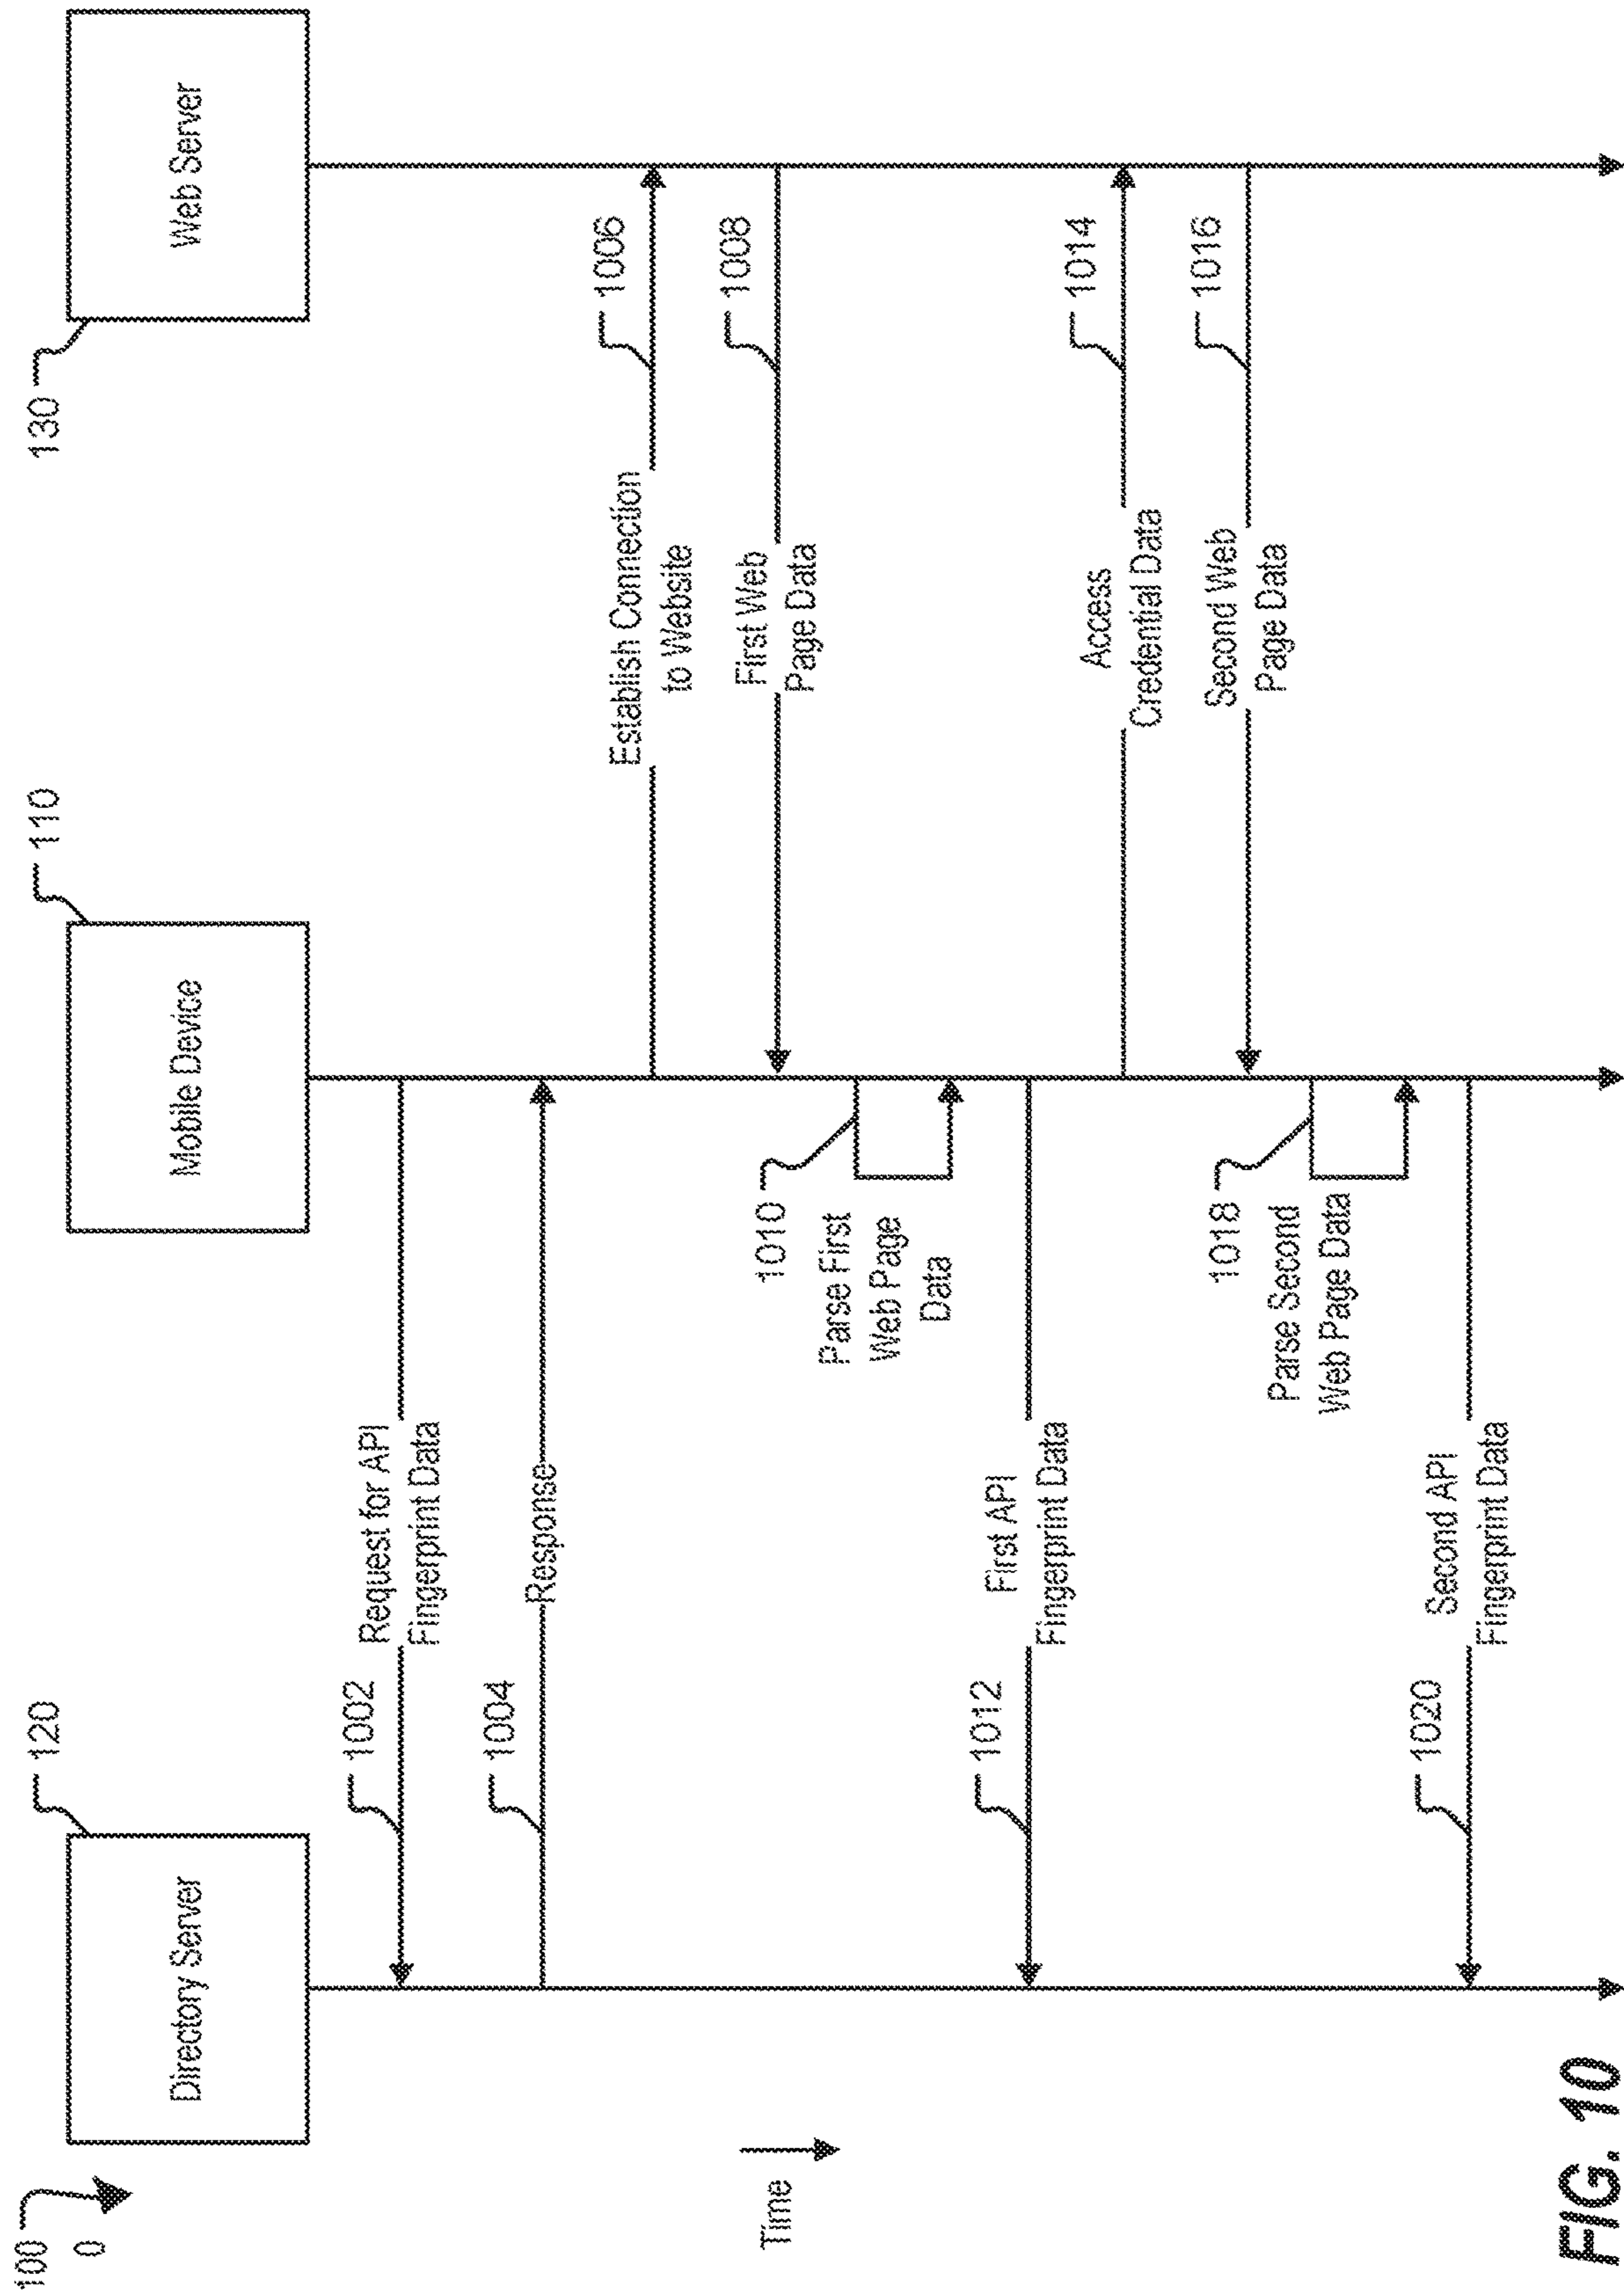 100
0
120
110
130
Directory Server
Mobile Device
Web Server
1002
Request for API
Fingerprint Data
1004
Response
Establish Connection
to Website
1006
Time
First Web
Page Data
1008
1010
Parse First
Web Page
Data
1012
First API
Fingerprint Data
Access
Credential Data
1014
Second Web
Page Data
1016
1018
Parse Second
Web Page Data
1020
Second API
Fingerprint Data
FIG. 10